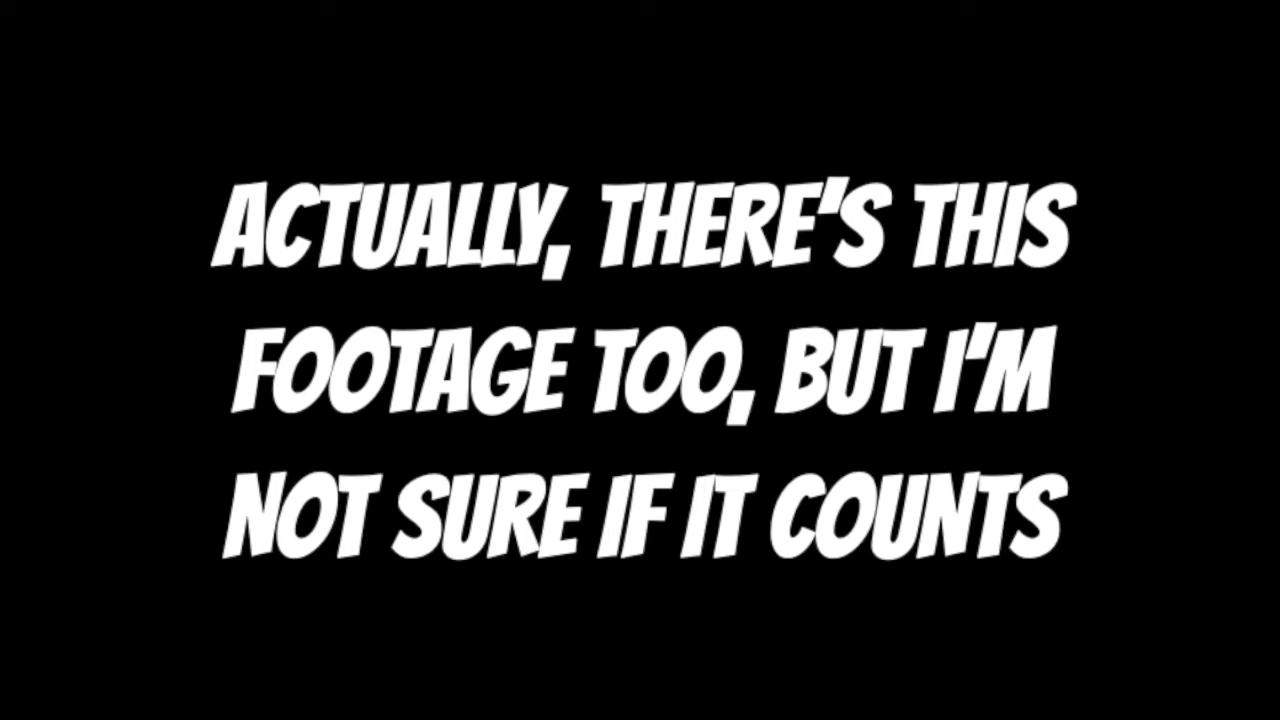 ACTUALLY, THERE'S THIS
FOOTAGE TOO, BUT I'M
NOT SURE IF IT COUNTS